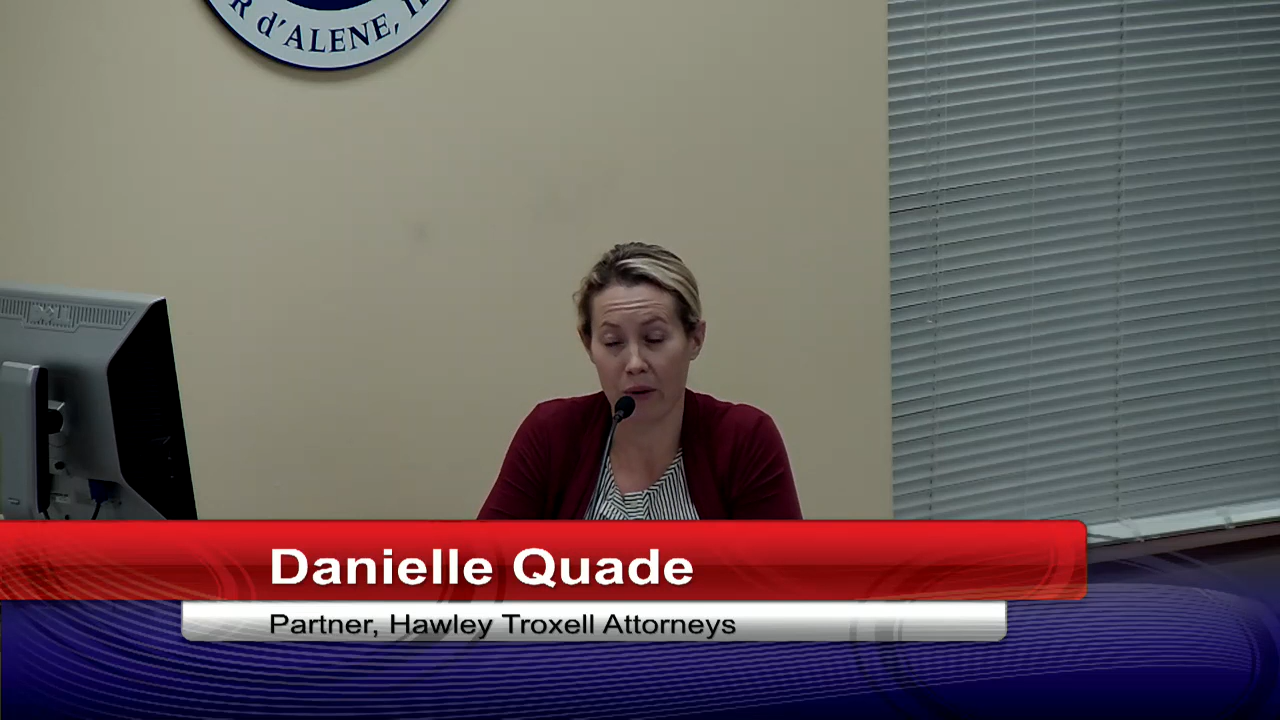 R d'ALENE, I
Danielle Quade
Partner, Hawley Troxell Attorneys